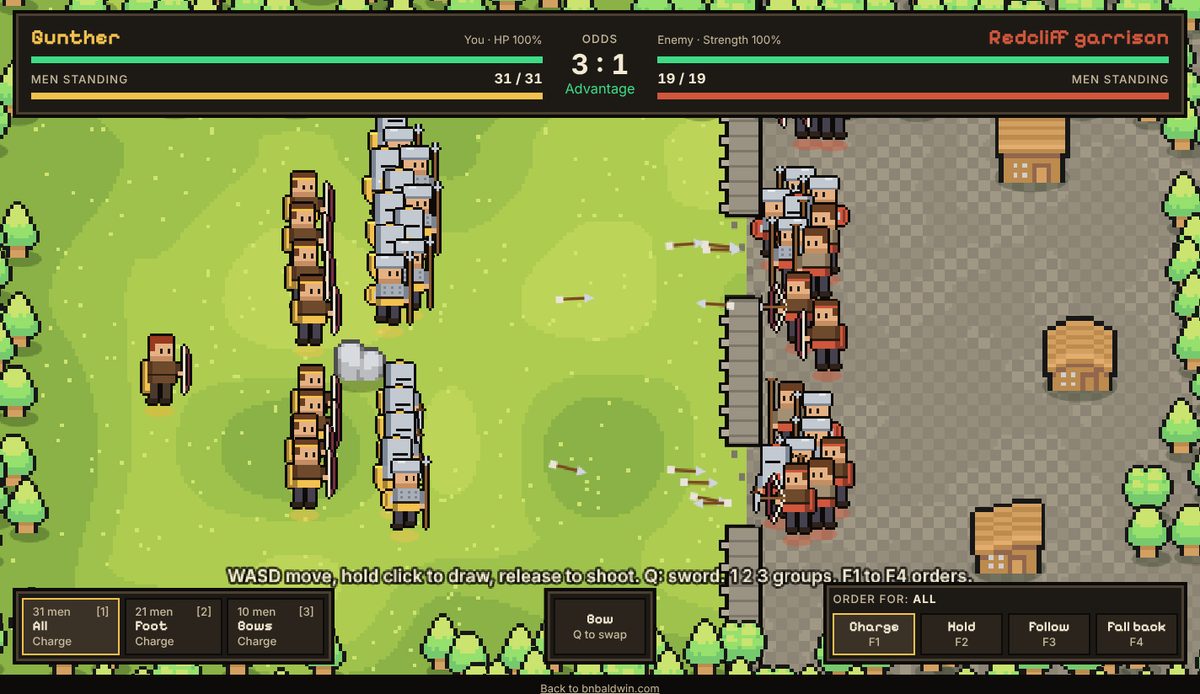 Gunther
You · HP 100%
MEN STANDING
31 / 31
ODDS
3 : 1
Advantage
Enemy · Strength 100%
Redcliff garrison
19 / 19
MEN STANDING
WASD move, hold click to draw, release to shoot. Q: sword. 1 2 3 groups. F1 to F4 orders.
31 men [1]
All
Charge
21 men [2]
Foot
Charge
10 men [3]
Bows
Charge
Bow
Q to swap
ORDER FOR: ALL
Charge
F1
Hold
F2
Follow
F3
Fall back
F4
Back to bnbaldwin.com